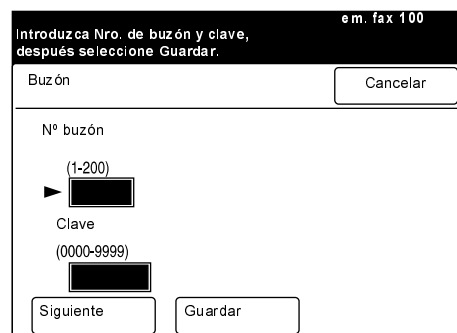 em. fax 100
Introduzca Nro. de buzón y clave,
después seleccione Guardar.
Buzón
Cancelar
Nº buzón
(1-200)
Clave
(0000-9999)
Siguiente
Guardar